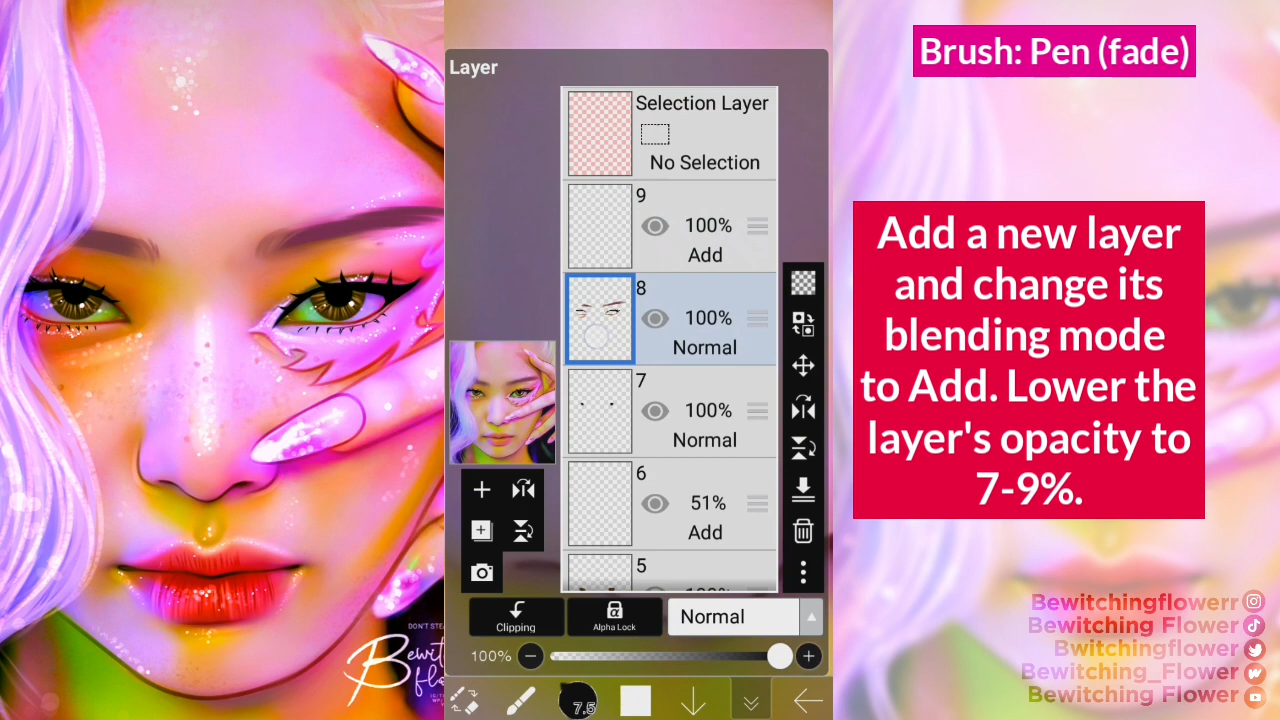 Layer
Selection Layer
No Selection
9
100%
Add
8
100%
Normal
7
100%
Normal
6
51%
Add
5
Clipping
Alpha Lock
Normal
100%
7.5
DON'T STE
Brush: Pen (fade)
Add a new layer
and change its
blending mode
to Add. Lower the
layer's opacity to
7-9%.
Bewitchingflowerr
Bewitching Flower
Bwitchingflower
Bewitching_Flower
Bewitching Flower